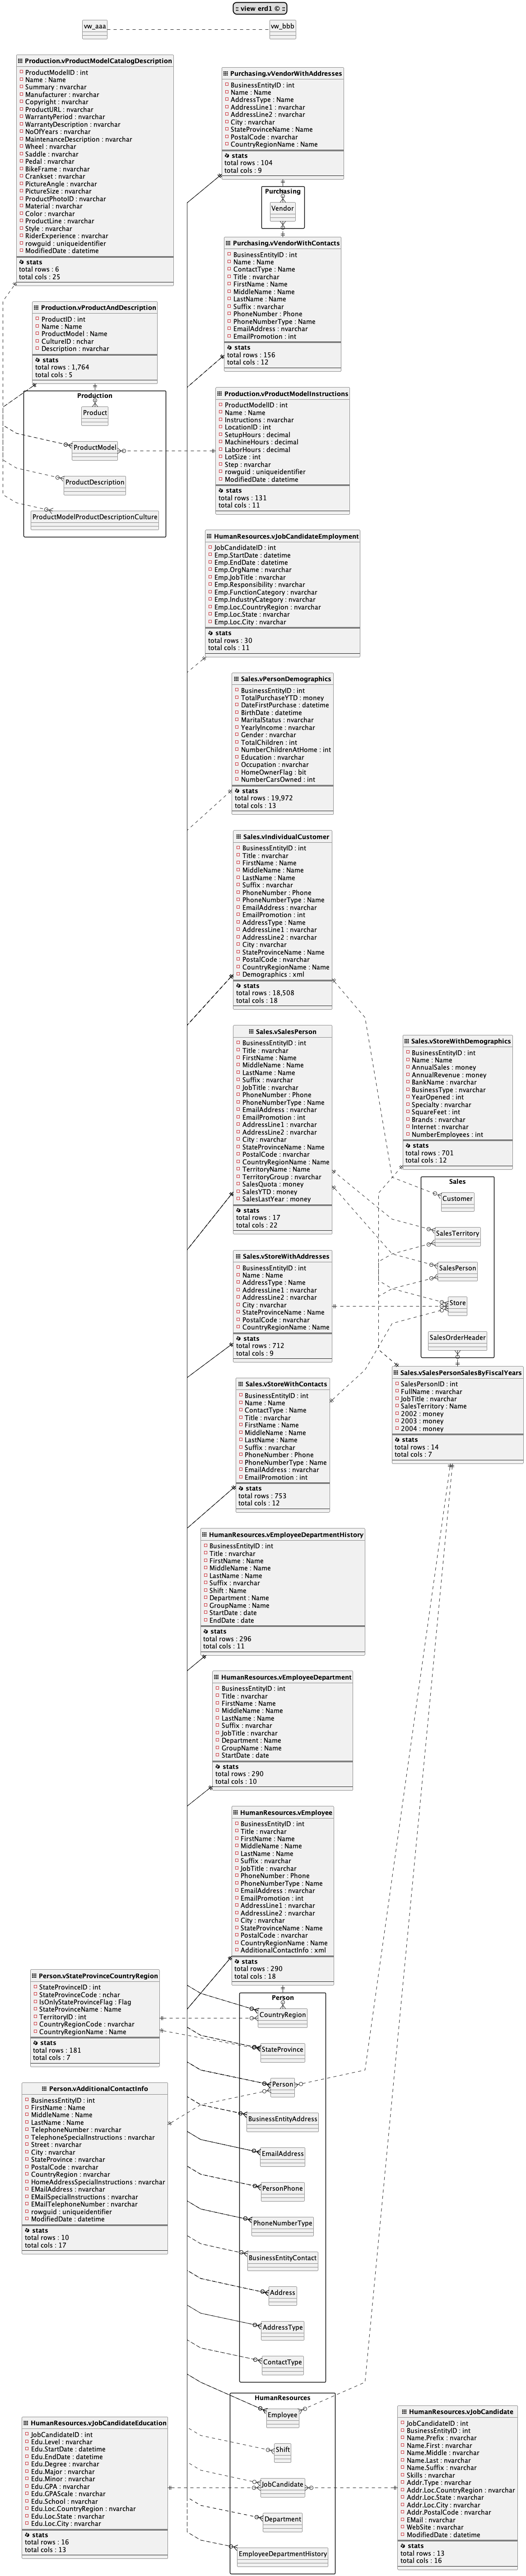 :: view erd1 © ::
vw_aaa
vw_bbb
Production.vProductModelCatalogDescription
ProductModelID : int
Name : Name
Summary : nvarchar
Manufacturer : nvarchar
Copyright : nvarchar
ProductURL : nvarchar
WarrantyPeriod : nvarchar
WarrantyDescription : nvarchar
NoOfYears : nvarchar
MaintenanceDescription : nvarchar
Wheel : nvarchar
Saddle : nvarchar
Pedal : nvarchar
BikeFrame : nvarchar
Crankset : nvarchar
PictureAngle : nvarchar
PictureSize : nvarchar
ProductPhotoID : nvarchar
Material : nvarchar
Color : nvarchar
ProductLine : nvarchar
Style : nvarchar
RiderExperience : nvarchar
rowguid : uniqueidentifier
ModifiedDate : datetime
stats
total rows : 6
total cols : 25
Purchasing.vVendorWithAddresses
BusinessEntityID : int
Name : Name
AddressType : Name
AddressLine1 : nvarchar
AddressLine2 : nvarchar
City : nvarchar
StateProvinceName : Name
PostalCode : nvarchar
CountryRegionName : Name
stats
total rows : 104
total cols : 9
Purchasing
Vendor
Purchasing.vVendorWithContacts
BusinessEntityID : int
Name : Name
ContactType : Name
Title : nvarchar
FirstName : Name
MiddleName : Name
LastName : Name
Suffix : nvarchar
PhoneNumber : Phone
PhoneNumberType : Name
EmailAddress : nvarchar
EmailPromotion : int
stats
total rows : 156
total cols : 12
Production.vProductAndDescription
ProductID : int
Name : Name
ProductModel : Name
CultureID : nchar
Description : nvarchar
stats
total rows : 1,764
total cols : 5
Production
Product
ProductModel
ProductDescription
ProductModelProductDescriptionCulture
Production.vProductModelInstructions
ProductModelID : int
Name : Name
Instructions : nvarchar
LocationID : int
SetupHours : decimal
MachineHours : decimal
LaborHours : decimal
LotSize : int
Step : nvarchar
rowguid : uniqueidentifier
ModifiedDate : datetime
stats
total rows : 131
total cols : 11
HumanResources.vJobCandidateEmployment
JobCandidateID : int
Emp.StartDate : datetime
Emp.EndDate : datetime
Emp.OrgName : nvarchar
Emp.JobTitle : nvarchar
Emp.Responsibility : nvarchar
Emp.FunctionCategory : nvarchar
Emp.IndustryCategory : nvarchar
Emp.Loc.CountryRegion : nvarchar
Emp.Loc.State : nvarchar
Emp.Loc.City : nvarchar
stats
total rows : 30
total cols : 11
Sales.vPersonDemographics
BusinessEntityID : int
TotalPurchaseYTD : money
DateFirstPurchase : datetime
BirthDate : datetime
MaritalStatus : nvarchar
YearlyIncome : nvarchar
Gender : nvarchar
TotalChildren : int
NumberChildrenAtHome : int
Education : nvarchar
Occupation : nvarchar
HomeOwnerFlag : bit
NumberCarsOwned : int
stats
total rows : 19,972
total cols : 13
Sales.vIndividualCustomer
BusinessEntityID : int
Title : nvarchar
FirstName : Name
MiddleName : Name
LastName : Name
Suffix : nvarchar
PhoneNumber : Phone
PhoneNumberType : Name
EmailAddress : nvarchar
EmailPromotion : int
AddressType : Name
AddressLine1 : nvarchar
AddressLine2 : nvarchar
City : nvarchar
StateProvinceName : Name
PostalCode : nvarchar
CountryRegionName : Name
Demographics : xml
stats
total rows : 18,508
total cols : 18
Sales.vSalesPerson
BusinessEntityID : int
Title : nvarchar
FirstName : Name
MiddleName : Name
LastName : Name
Suffix : nvarchar
JobTitle : nvarchar
PhoneNumber : Phone
PhoneNumberType : Name
EmailAddress : nvarchar
EmailPromotion : int
AddressLine1 : nvarchar
AddressLine2 : nvarchar
City : nvarchar
StateProvinceName : Name
PostalCode : nvarchar
CountryRegionName : Name
TerritoryName : Name
TerritoryGroup : nvarchar
SalesQuota : money
SalesYTD : money
SalesLastYear : money
stats
total rows : 17
total cols : 22
Sales.vStoreWithDemographics
BusinessEntityID : int
Name : Name
AnnualSales : money
AnnualRevenue : money
BankName : nvarchar
BusinessType : nvarchar
YearOpened : int
Specialty : nvarchar
SquareFeet : int
Brands : nvarchar
Internet : nvarchar
NumberEmployees : int
stats
total rows : 701
total cols : 12
Sales
Customer
SalesTerritory
SalesPerson
Store
SalesOrderHeader
Sales.vStoreWithAddresses
BusinessEntityID : int
Name : Name
AddressType : Name
AddressLine1 : nvarchar
AddressLine2 : nvarchar
City : nvarchar
StateProvinceName : Name
PostalCode : nvarchar
CountryRegionName : Name
stats
total rows : 712
total cols : 9
Sales.vSalesPersonSalesByFiscalYears
SalesPersonID : int
FullName : nvarchar
JobTitle : nvarchar
SalesTerritory : Name
2002 : money
2003 : money
2004 : money
stats
total rows : 14
total cols : 7
Sales.vStoreWithContacts
BusinessEntityID : int
Name : Name
ContactType : Name
Title : nvarchar
FirstName : Name
MiddleName : Name
LastName : Name
Suffix : nvarchar
PhoneNumber : Phone
PhoneNumberType : Name
EmailAddress : nvarchar
EmailPromotion : int
stats
total rows : 753
total cols : 12
HumanResources.vEmployeeDepartmentHistory
BusinessEntityID : int
Title : nvarchar
FirstName : Name
MiddleName : Name
LastName : Name
Suffix : nvarchar
Shift : Name
Department : Name
GroupName : Name
StartDate : date
EndDate : date
stats
total rows : 296
total cols : 11
HumanResources.vEmployeeDepartment
BusinessEntityID : int
Title : nvarchar
FirstName : Name
MiddleName : Name
LastName : Name
Suffix : nvarchar
JobTitle : nvarchar
Department : Name
GroupName : Name
StartDate : date
stats
total rows : 290
total cols : 10
HumanResources.vEmployee
BusinessEntityID : int
Title : nvarchar
FirstName : Name
MiddleName : Name
LastName : Name
Suffix : nvarchar
JobTitle : nvarchar
PhoneNumber : Phone
PhoneNumberType : Name
EmailAddress : nvarchar
EmailPromotion : int
AddressLine1 : nvarchar
AddressLine2 : nvarchar
City : nvarchar
StateProvinceName : Name
PostalCode : nvarchar
CountryRegionName : Name
AdditionalContactInfo : xml
stats
total rows : 290
total cols : 18
Person.vStateProvinceCountryRegion
StateProvinceID : int
StateProvinceCode : nchar
IsOnlyStateProvinceFlag : Flag
StateProvinceName : Name
TerritoryID : int
CountryRegionCode : nvarchar
CountryRegionName : Name
stats
total rows : 181
total cols : 7
Person
CountryRegion
StateProvince
Person
BusinessEntityAddress
EmailAddress
PersonPhone
PhoneNumberType
BusinessEntityContact
Address
AddressType
ContactType
Person.vAdditionalContactInfo
BusinessEntityID : int
FirstName : Name
MiddleName : Name
LastName : Name
TelephoneNumber : nvarchar
TelephoneSpecialInstructions : nvarchar
Street : nvarchar
City : nvarchar
StateProvince : nvarchar
PostalCode : nvarchar
CountryRegion : nvarchar
HomeAddressSpecialInstructions : nvarchar
EMailAddress : nvarchar
EMailSpecialInstructions : nvarchar
EMailTelephoneNumber : nvarchar
rowguid : uniqueidentifier
ModifiedDate : datetime
stats
total rows : 10
total cols : 17
HumanResources
Employee
Shift
JobCandidate
Department
EmployeeDepartmentHistory
HumanResources.vJobCandidateEducation
JobCandidateID : int
Edu.Level : nvarchar
Edu.StartDate : datetime
Edu.EndDate : datetime
Edu.Degree : nvarchar
Edu.Major : nvarchar
Edu.Minor : nvarchar
Edu.GPA : nvarchar
Edu.GPAScale : nvarchar
Edu.School : nvarchar
Edu.Loc.CountryRegion : nvarchar
Edu.Loc.State : nvarchar
Edu.Loc.City : nvarchar
stats
total rows : 16
total cols : 13
HumanResources.vJobCandidate
JobCandidateID : int
BusinessEntityID : int
Name.Prefix : nvarchar
Name.First : nvarchar
Name.Middle : nvarchar
Name.Last : nvarchar
Name.Suffix : nvarchar
Skills : nvarchar
Addr.Type : nvarchar
Addr.Loc.CountryRegion : nvarchar
Addr.Loc.State : nvarchar
Addr.Loc.City : nvarchar
Addr.PostalCode : nvarchar
EMail : nvarchar
WebSite : nvarchar
ModifiedDate : datetime
stats
total rows : 13
total cols : 16